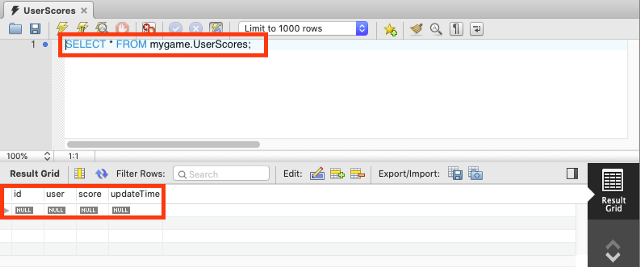 UserScores
Limit to 1000 rows
1 SELECT * FROM mygame.UserScores;
100% 1:1
Result Grid Filter Rows: Search Edit: Export/Import:
id user score updateTime
NULL NULL NULL NULL
Result
Grid